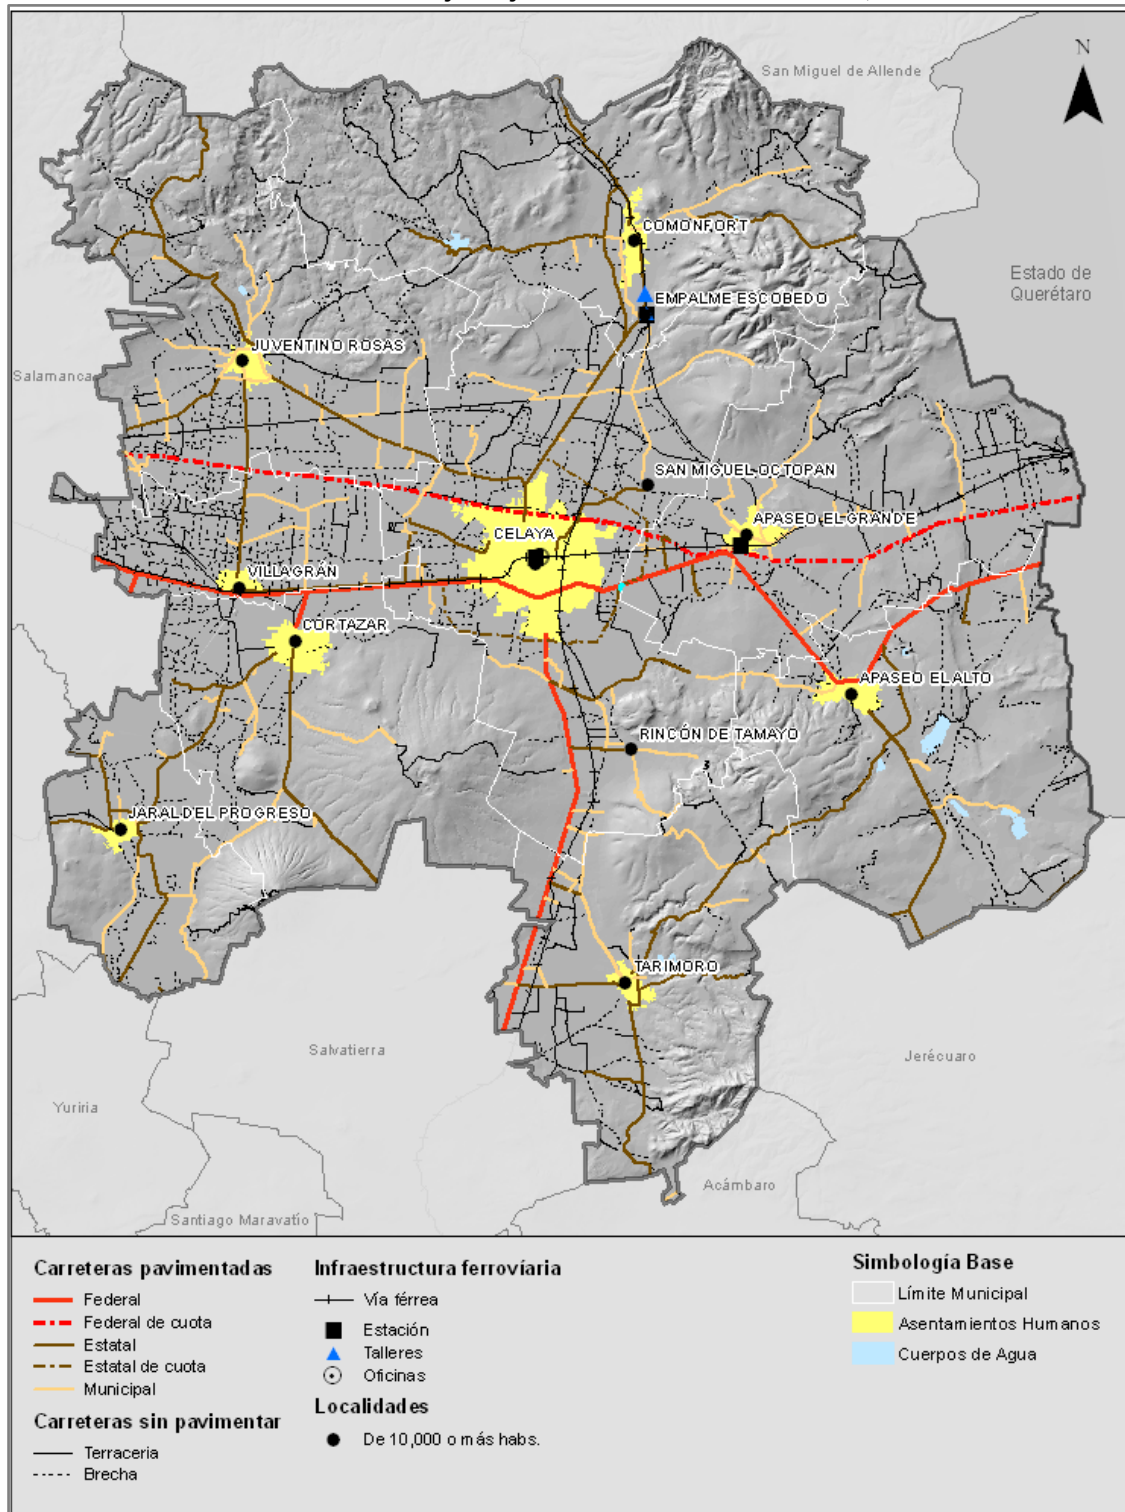 N
San Miguel de Allende
COMONFORT
Estado de
Querétaro
EMPALME ESCOBEDO
JUVENTINO ROSAS
Salamanca
SAN MIGUEL OCTOPAN
APASEO EL GRANDE
CELAYA
VILLAGRÁN
CORTAZAR
APASEO EL ALTO
RINCÓN DE TAMAYO
JARAL DEL PROGRESO
TARIMORO
Salvatierra
Jerécuaro
Yuriria
Acámbaro
Santiago Maravatío
Carreteras pavimentadas
Federal
Federal de cuota
Estatal
Estatal de cuota
Municipal
Carreteras sin pavimentar
Terraceria
Brecha
Infraestructura ferrovíaria
Vía férrea
Estación
Talleres
Oficinas
Localidades
De 10,000 o más habs.
Simbología Base
Límite Municipal
Asentamientos Humanos
Cuerpos de Agua